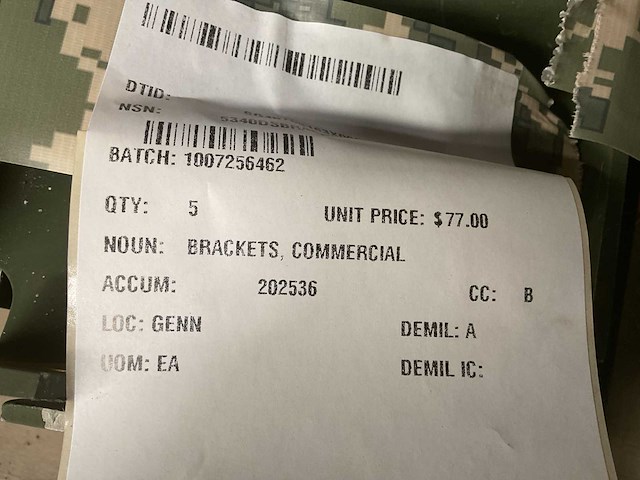 DTID:
NSN:
BATCH: 1007256462
QTY: 5 UNIT PRICE: $77.00
NOUN: BRACKETS, COMMERCIAL
ACCUM: 202536 CC: B
LOC: GENN DEMIL: A
UOM: EA DEMIL IC: